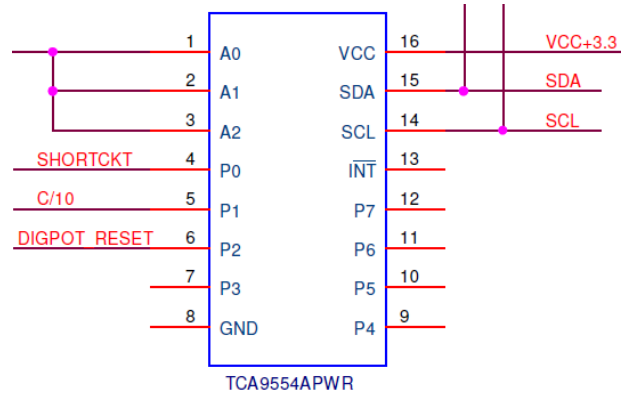 1 A0 VCC 16 VCC+3.3
2 A1 SDA 15 SDA
3 A2 SCL 14 SCL
SHORTCKT 4 P0 INT 13
C/10 5 P1 P7 12
DIGPOT_RESET 6 P2 P6 11
7 P3 P5 10
8 GND P4 9
TCA9554APWR